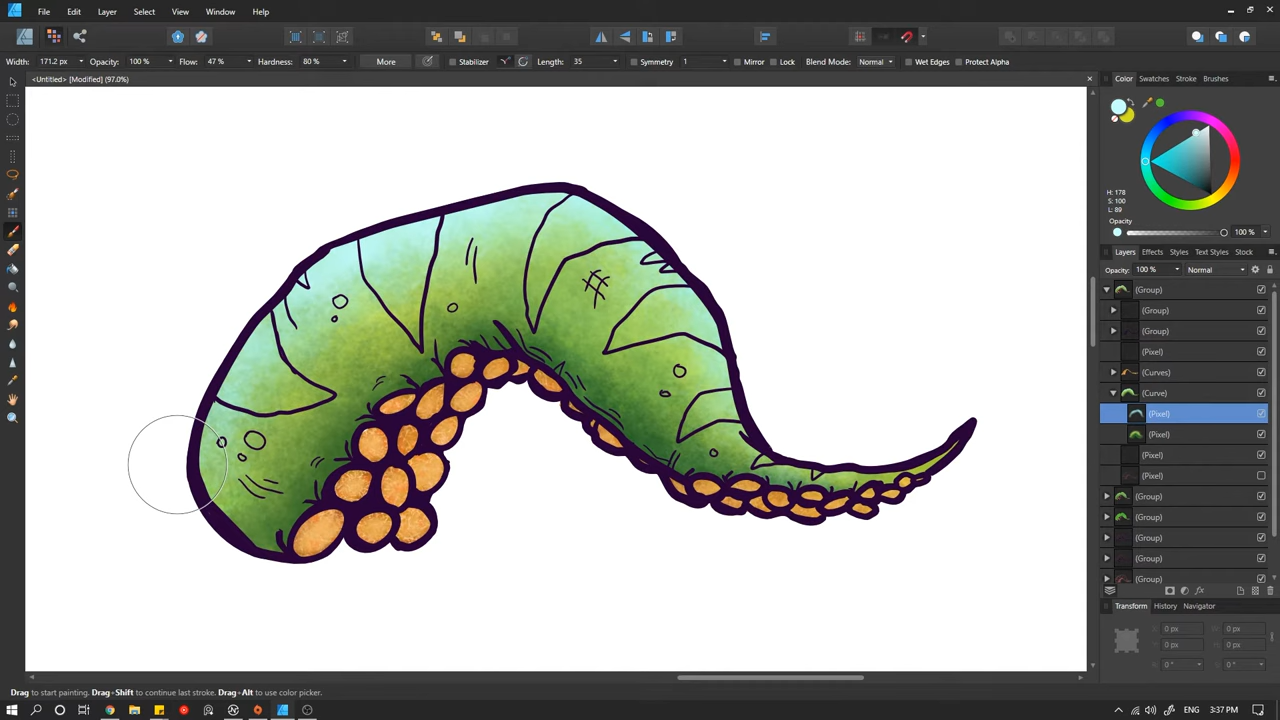 File Edit Layer Select View Window Help
Width: 171.2 px Opacity: 100 % Flow: 47 % Hardness: 80 % More Stabilizer Length: 35 Symmetry 1 Mirror Lock Blend Mode: Normal Wet Edges Protect Alpha
<Untitled> [Modified] (97.0%)
Color Swatches Stroke Brushes
H: 178
S: 100
L: 89
Opacity
100 %
Layers Effects Styles Text Styles Stock
Opacity: 100 % Normal
(Group)
(Group)
(Group)
(Pixel)
(Curves)
(Curve)
(Pixel)
(Pixel)
(Pixel)
(Pixel)
(Group)
(Group)
(Group)
(Group)
(Group)
Transform History Navigator
X: 0 px W: 0 px
Y: 0 px H: 0 px
R: 0 ° S: 0 °
Drag to start painting. Drag+Shift to continue last stroke. Drag+Alt to use color picker.
ENG 3:37 PM